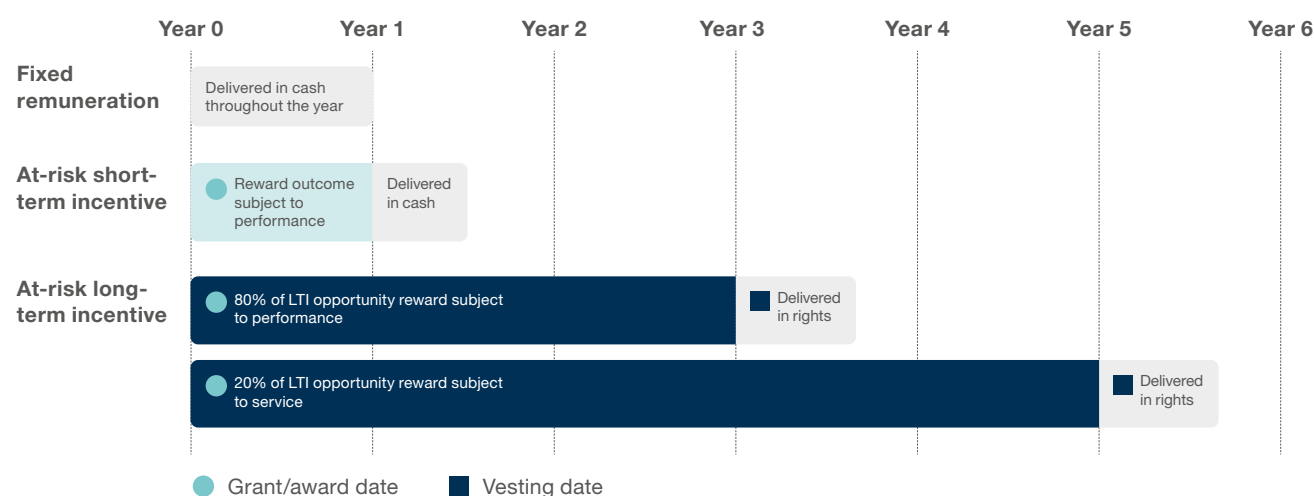 Year 0 Year 1 Year 2 Year 3 Year 4 Year 5 Year 6
Fixed
remuneration
Delivered in cash
throughout the year
At-risk short-
term incentive
Reward outcome
subject to
performance
Delivered
in cash
At-risk long-
term incentive
80% of LTI opportunity reward subject
to performance
Delivered
in rights
20% of LTI opportunity reward subject
to service
Delivered
in rights
Grant/award date Vesting date